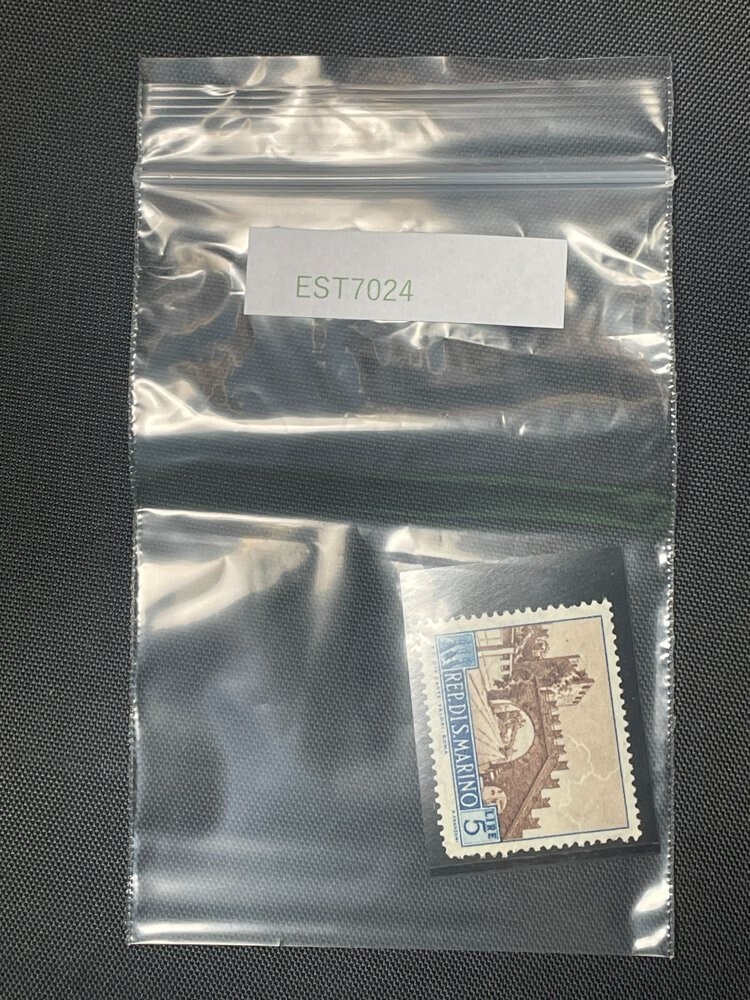 EST7024
REP. DI S. MARINO
LIRE
5